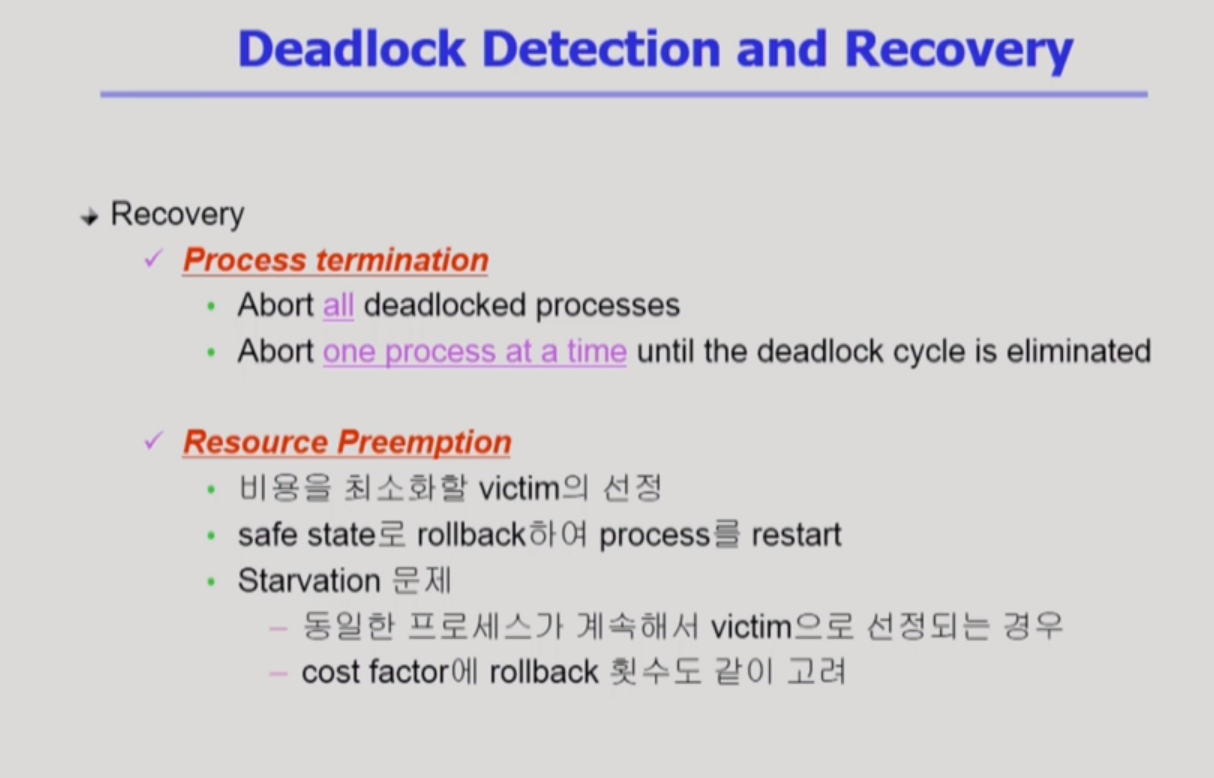 Deadlock Detection and Recovery
Recovery
Process termination
Abort all deadlocked processes
Abort one process at a time until the deadlock cycle is eliminated
Resource Preemption
비용을 최소화할 victim의 선정
safe state로 rollback하여 process를 restart
Starvation 문제
동일한 프로세스가 계속해서 victim으로 선정되는 경우
cost factor에 rollback 횟수도 같이 고려